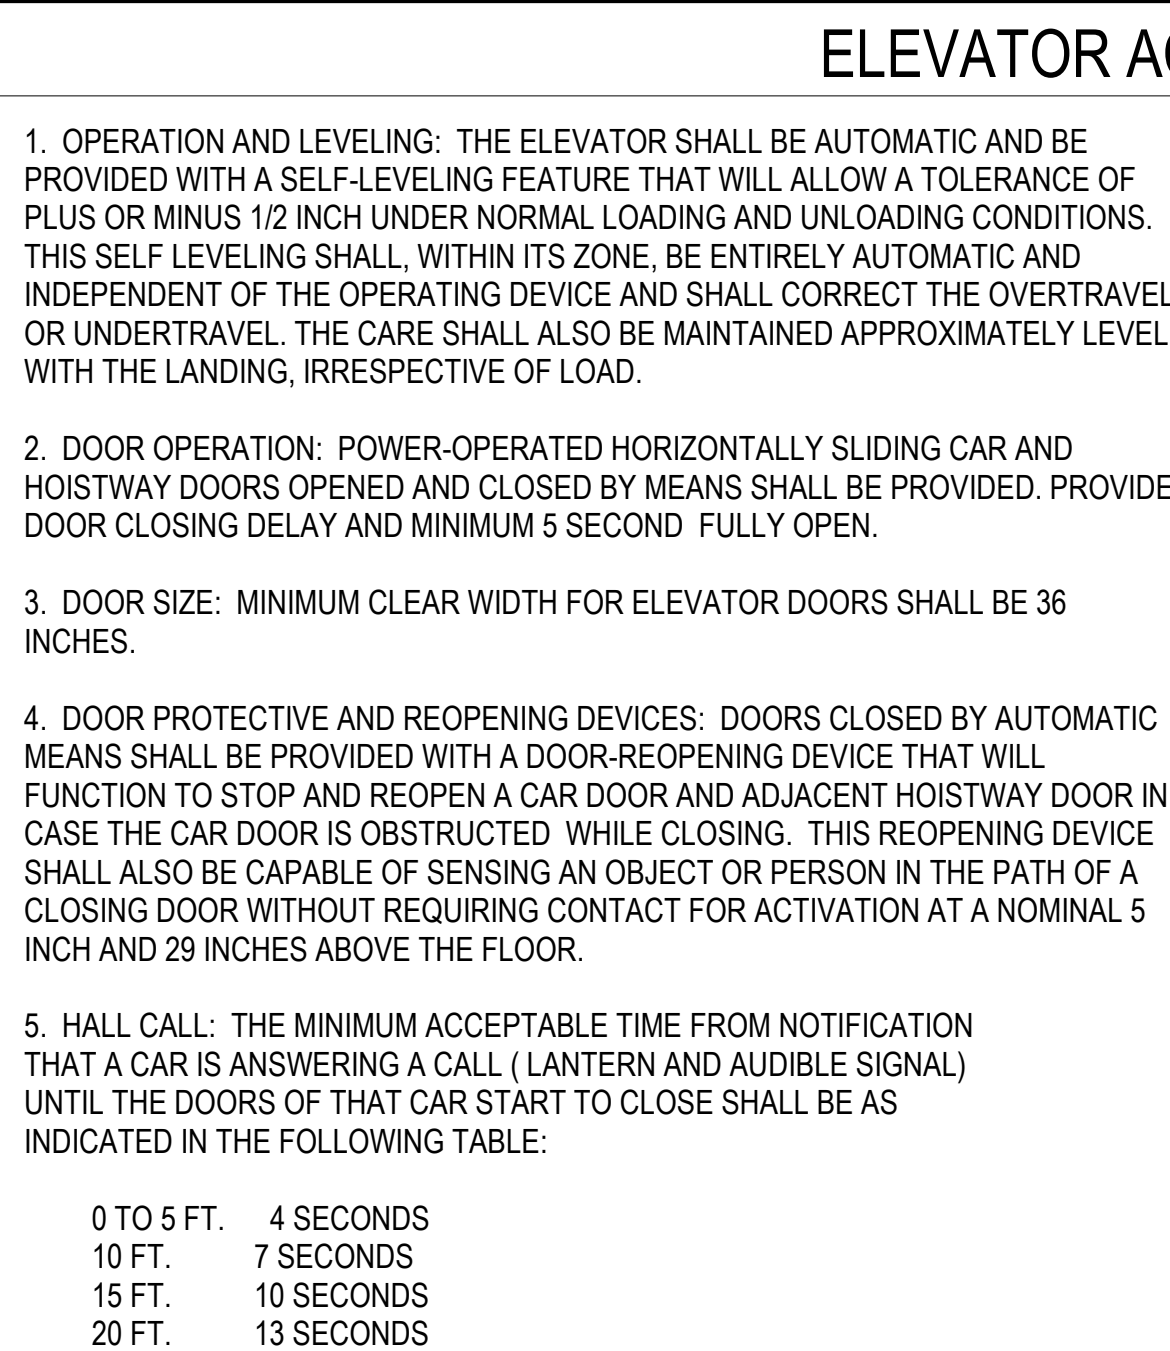 ELEVATOR AC
1. OPERATION AND LEVELING: THE ELEVATOR SHALL BE AUTOMATIC AND BE
PROVIDED WITH A SELF-LEVELING FEATURE THAT WILL ALLOW A TOLERANCE OF
PLUS OR MINUS 1/2 INCH UNDER NORMAL LOADING AND UNLOADING CONDITIONS.
THIS SELF LEVELING SHALL, WITHIN ITS ZONE, BE ENTIRELY AUTOMATIC AND
INDEPENDENT OF THE OPERATING DEVICE AND SHALL CORRECT THE OVERTRAVEL
OR UNDERTRAVEL. THE CARE SHALL ALSO BE MAINTAINED APPROXIMATELY LEVEL
WITH THE LANDING, IRRESPECTIVE OF LOAD.
2. DOOR OPERATION: POWER-OPERATED HORIZONTALLY SLIDING CAR AND
HOISTWAY DOORS OPENED AND CLOSED BY MEANS SHALL BE PROVIDED. PROVIDE
DOOR CLOSING DELAY AND MINIMUM 5 SECOND FULLY OPEN.
3. DOOR SIZE: MINIMUM CLEAR WIDTH FOR ELEVATOR DOORS SHALL BE 36
INCHES.
4. DOOR PROTECTIVE AND REOPENING DEVICES: DOORS CLOSED BY AUTOMATIC
MEANS SHALL BE PROVIDED WITH A DOOR-REOPENING DEVICE THAT WILL
FUNCTION TO STOP AND REOPEN A CAR DOOR AND ADJACENT HOISTWAY DOOR IN
CASE THE CAR DOOR IS OBSTRUCTED WHILE CLOSING. THIS REOPENING DEVICE
SHALL ALSO BE CAPABLE OF SENSING AN OBJECT OR PERSON IN THE PATH OF A
CLOSING DOOR WITHOUT REQUIRING CONTACT FOR ACTIVATION AT A NOMINAL 5
INCH AND 29 INCHES ABOVE THE FLOOR.
5. HALL CALL: THE MINIMUM ACCEPTABLE TIME FROM NOTIFICATION
THAT A CAR IS ANSWERING A CALL ( LANTERN AND AUDIBLE SIGNAL)
UNTIL THE DOORS OF THAT CAR START TO CLOSE SHALL BE AS
INDICATED IN THE FOLLOWING TABLE:
0 TO 5 FT. 4 SECONDS
10 FT. 7 SECONDS
15 FT. 10 SECONDS
20 FT. 13 SECONDS